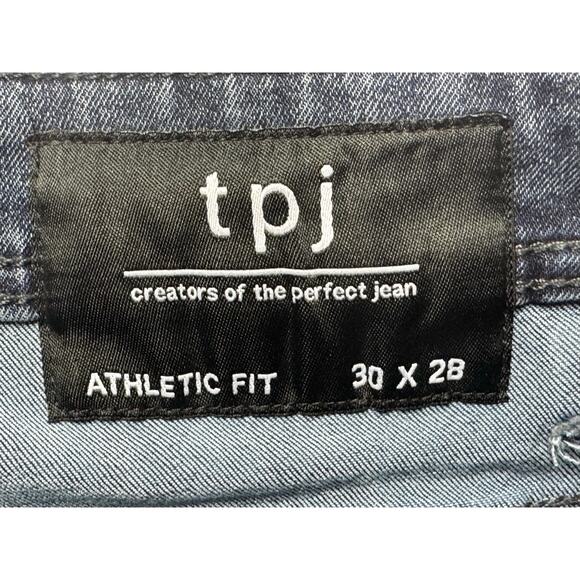 tpj
creators of the perfect jean
ATHLETIC FIT 30 X 28